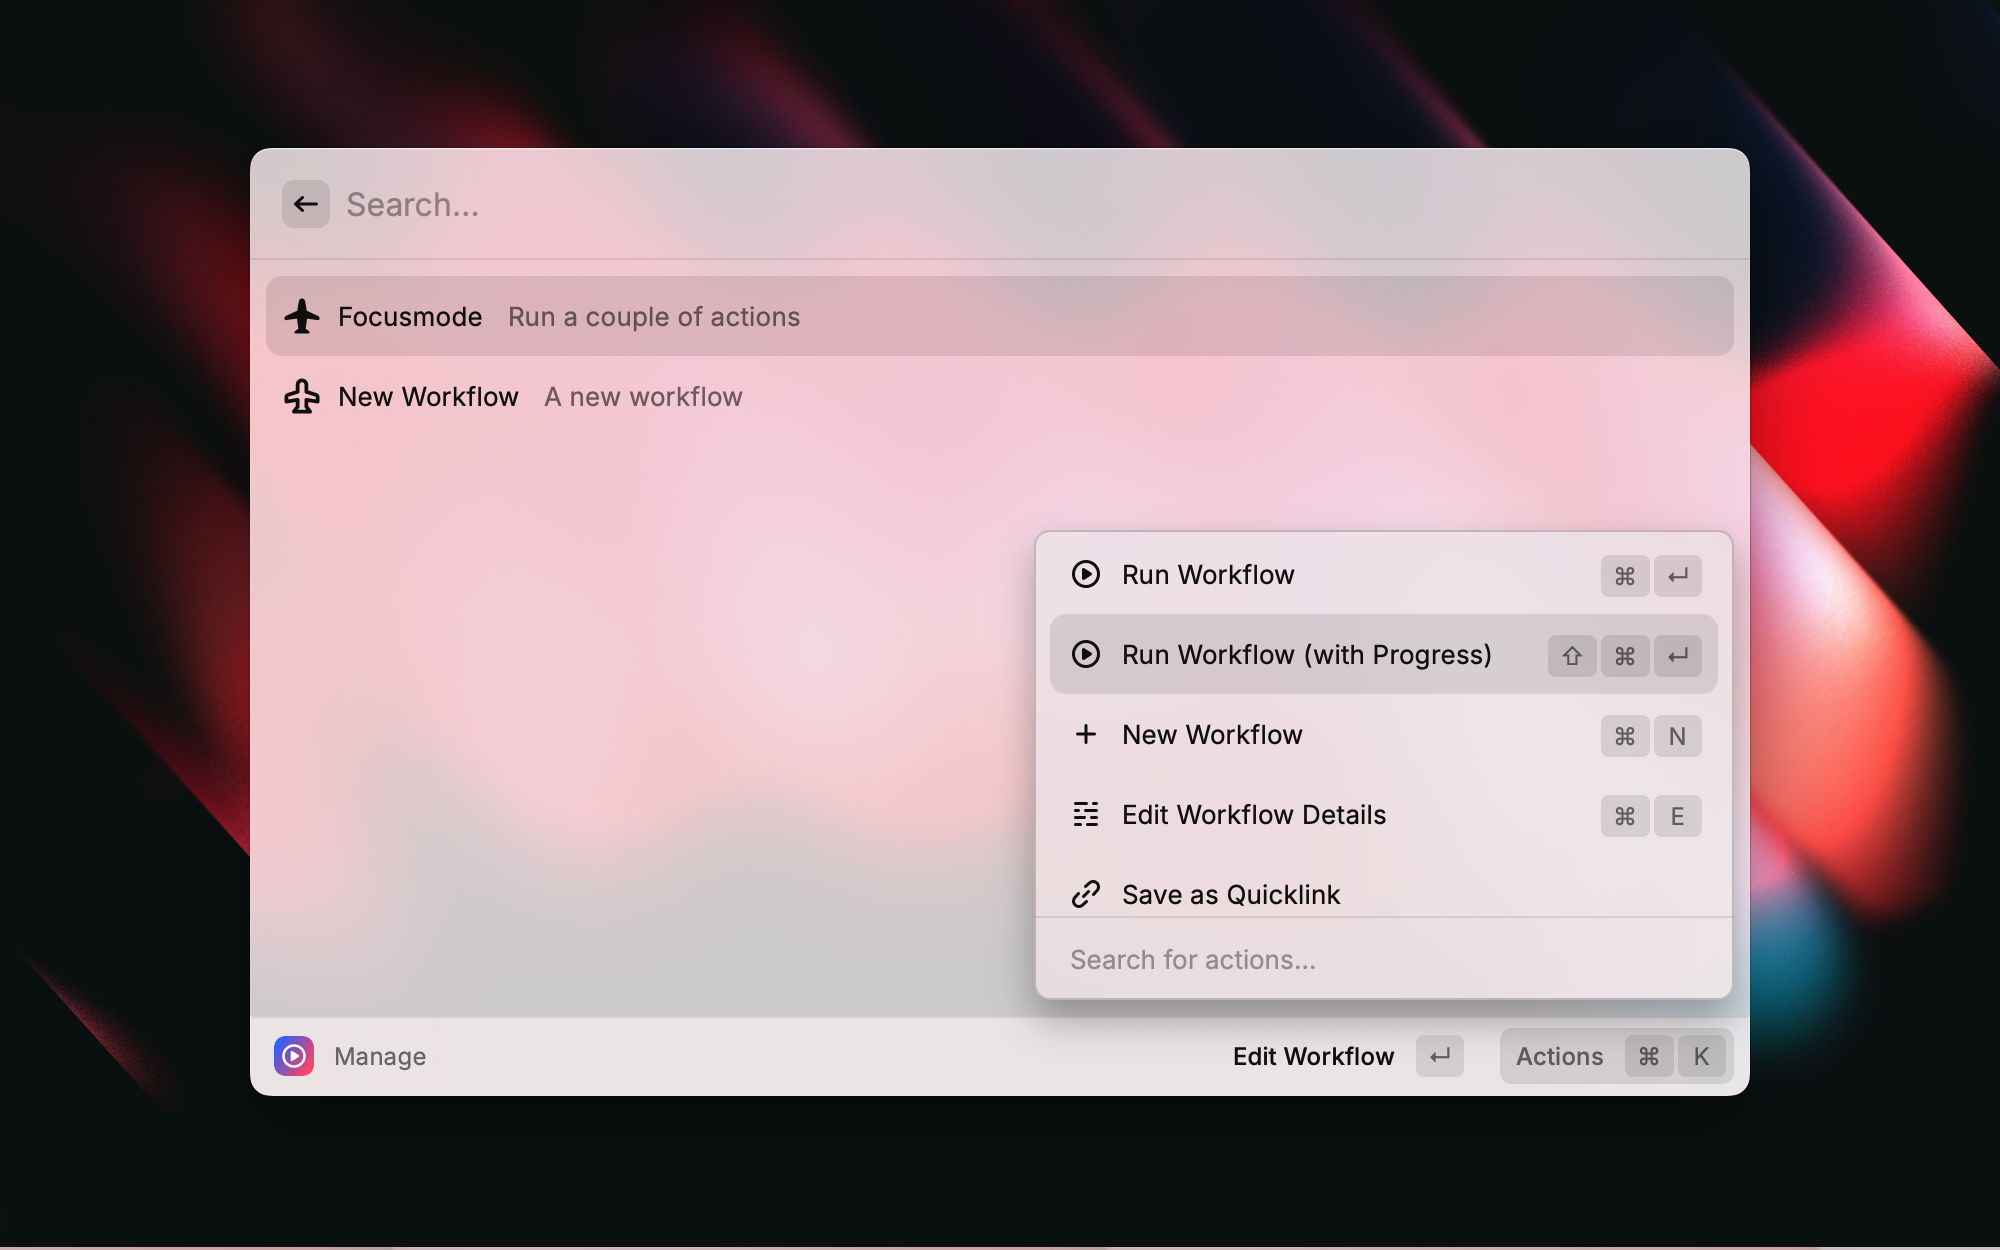 Search...
Focusmode Run a couple of actions
New Workflow A new workflow
Run Workflow ⌘ ↵
Run Workflow (with Progress) ⇧ ⌘ ↵
New Workflow ⌘ N
Edit Workflow Details ⌘ E
Save as Quicklink
Search for actions...
Manage Edit Workflow ↵ Actions ⌘ K